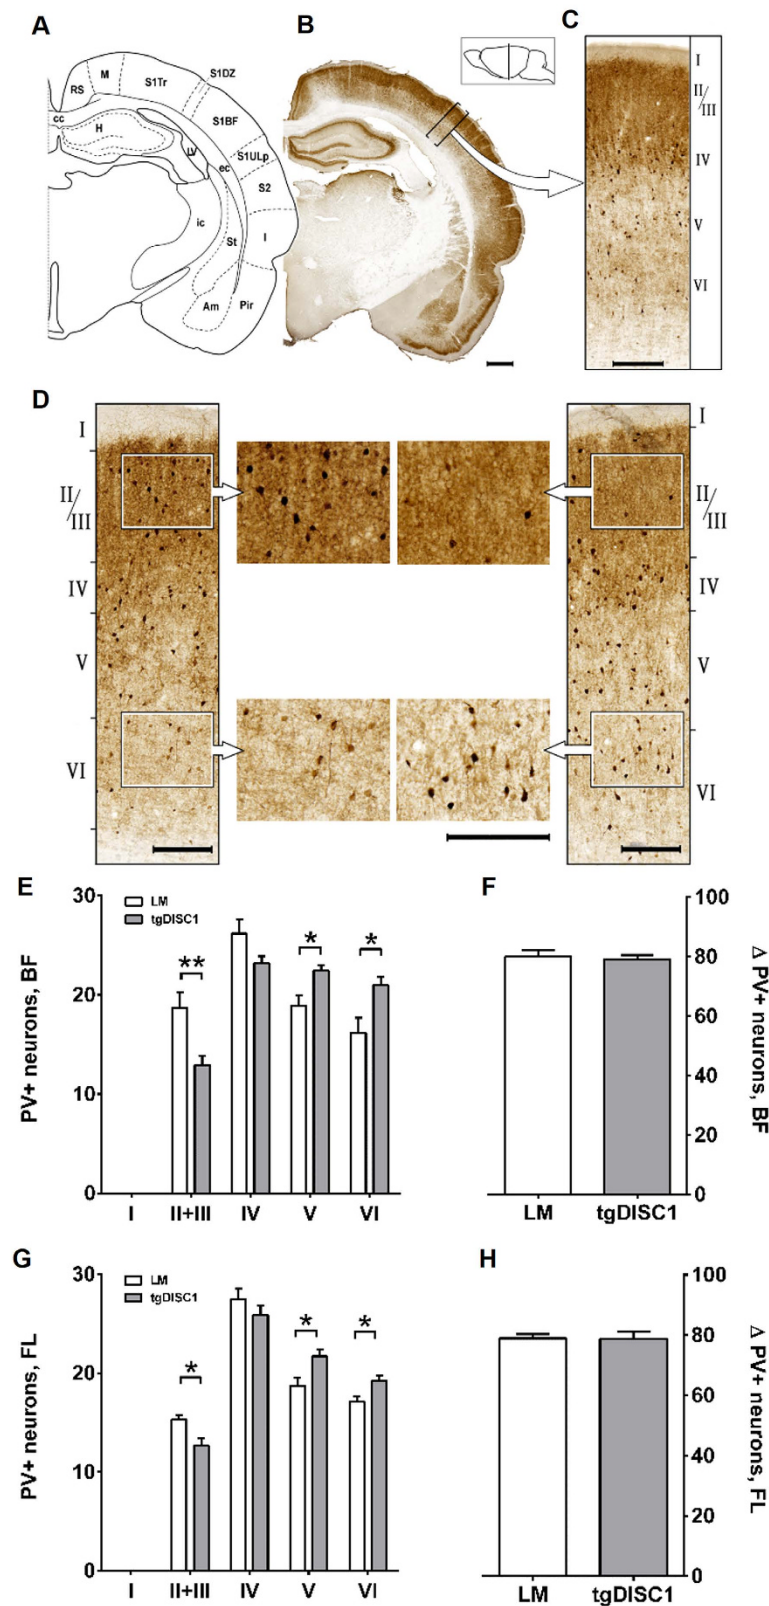 A
B
C
M
S1Tr
S1DZ
RS
S1BF
cc
H
LV
S1ULp
ec
S2
ic
St
I
Am
Pir
I
II/III
IV
V
VI
D
I
II/III
IV
V
VI
I
II/III
IV
V
VI
E
LM
tgDISC1
PV+ neurons, BF
30
20
10
0
**
*
*
I II+III IV V VI
F
100
80
60
40
20
0
Δ PV+ neurons, BF
LM tgDISC1
G
LM
tgDISC1
PV+ neurons, FL
30
20
10
0
*
*
*
I II+III IV V VI
H
100
80
60
40
20
0
Δ PV+ neurons, FL
LM tgDISC1